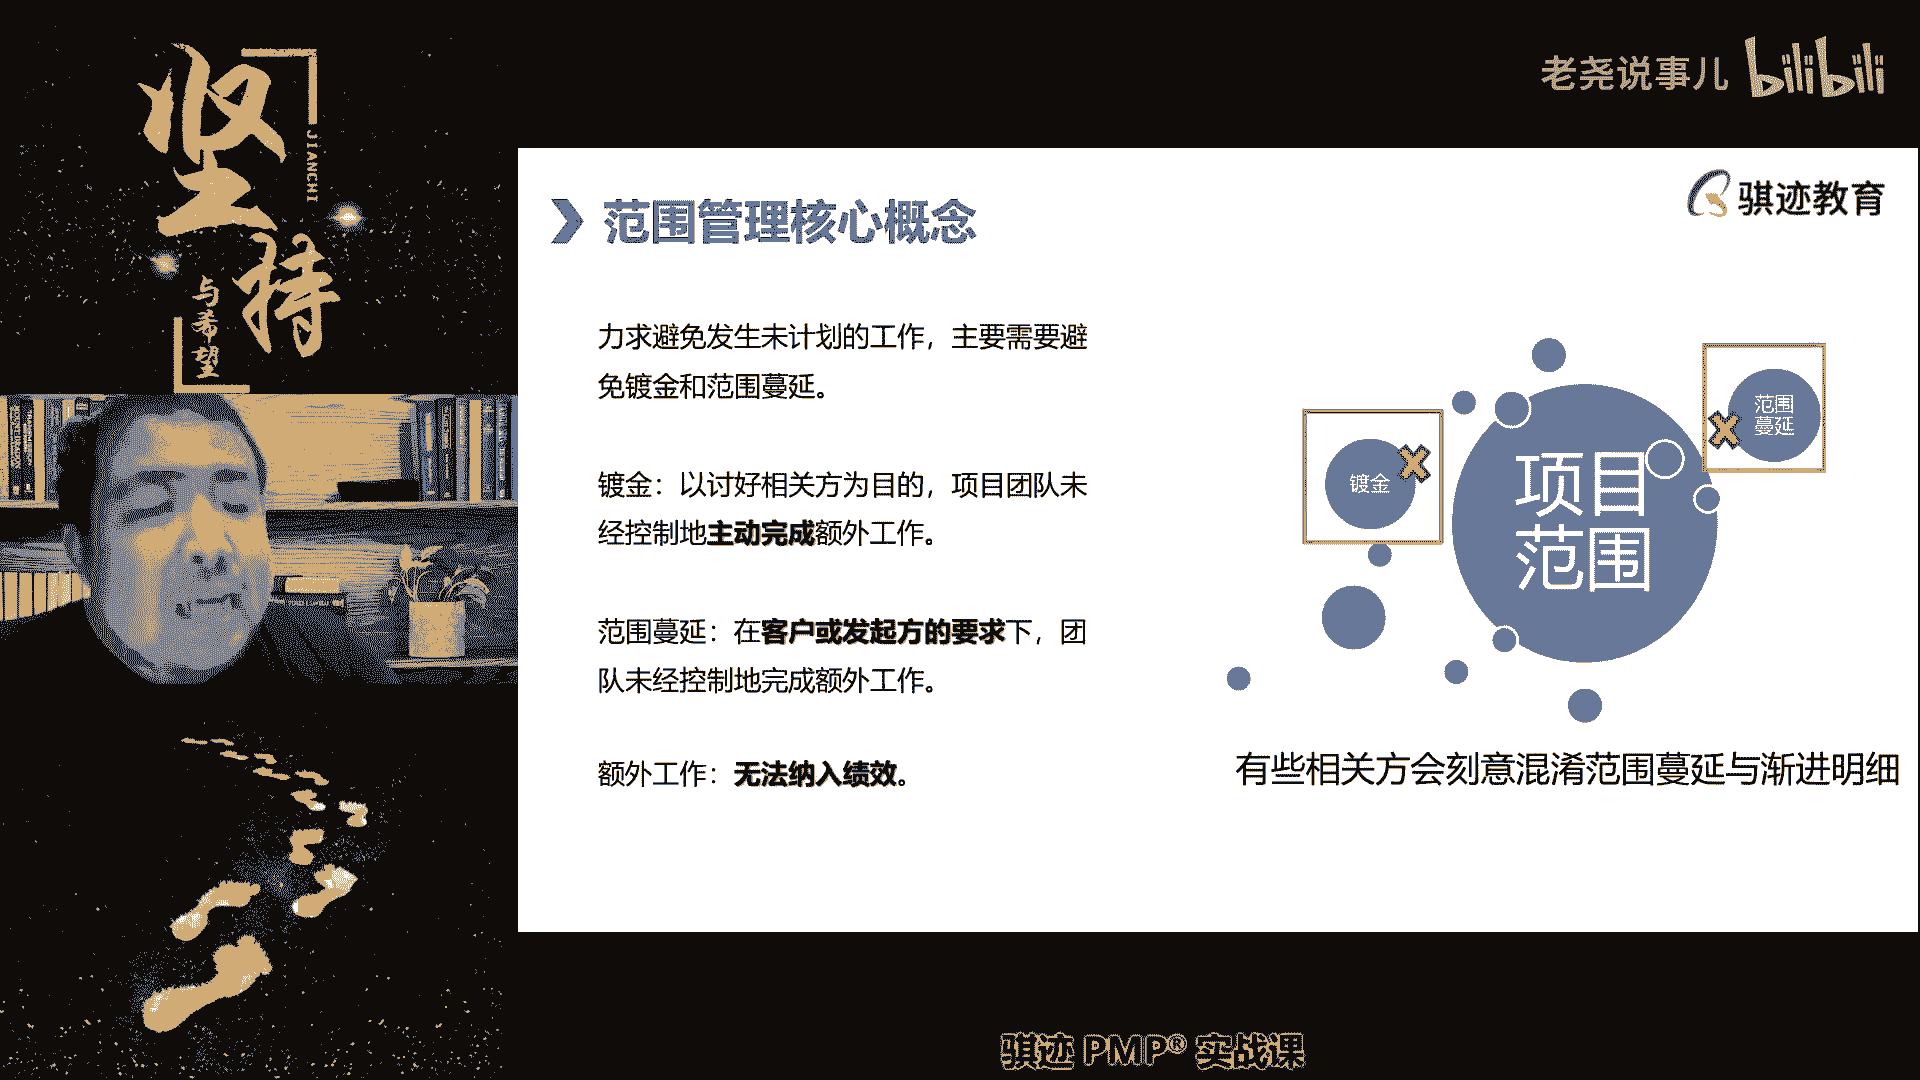 坚持
JIANCHI
与希望
老尧说事儿 bilibili
骐迹教育
范围管理核心概念
力求避免发生未计划的工作，主要需要避
免镀金和范围蔓延。
镀金：以讨好相关方为目的，项目团队未
经控制地主动完成额外工作。
范围蔓延：在客户或发起方的要求下，团
队未经控制地完成额外工作。
额外工作：无法纳入绩效。
镀金
项目
范围
范围
蔓延
有些相关方会刻意混淆范围蔓延与渐进明细
骐迹 PMP® 实战课